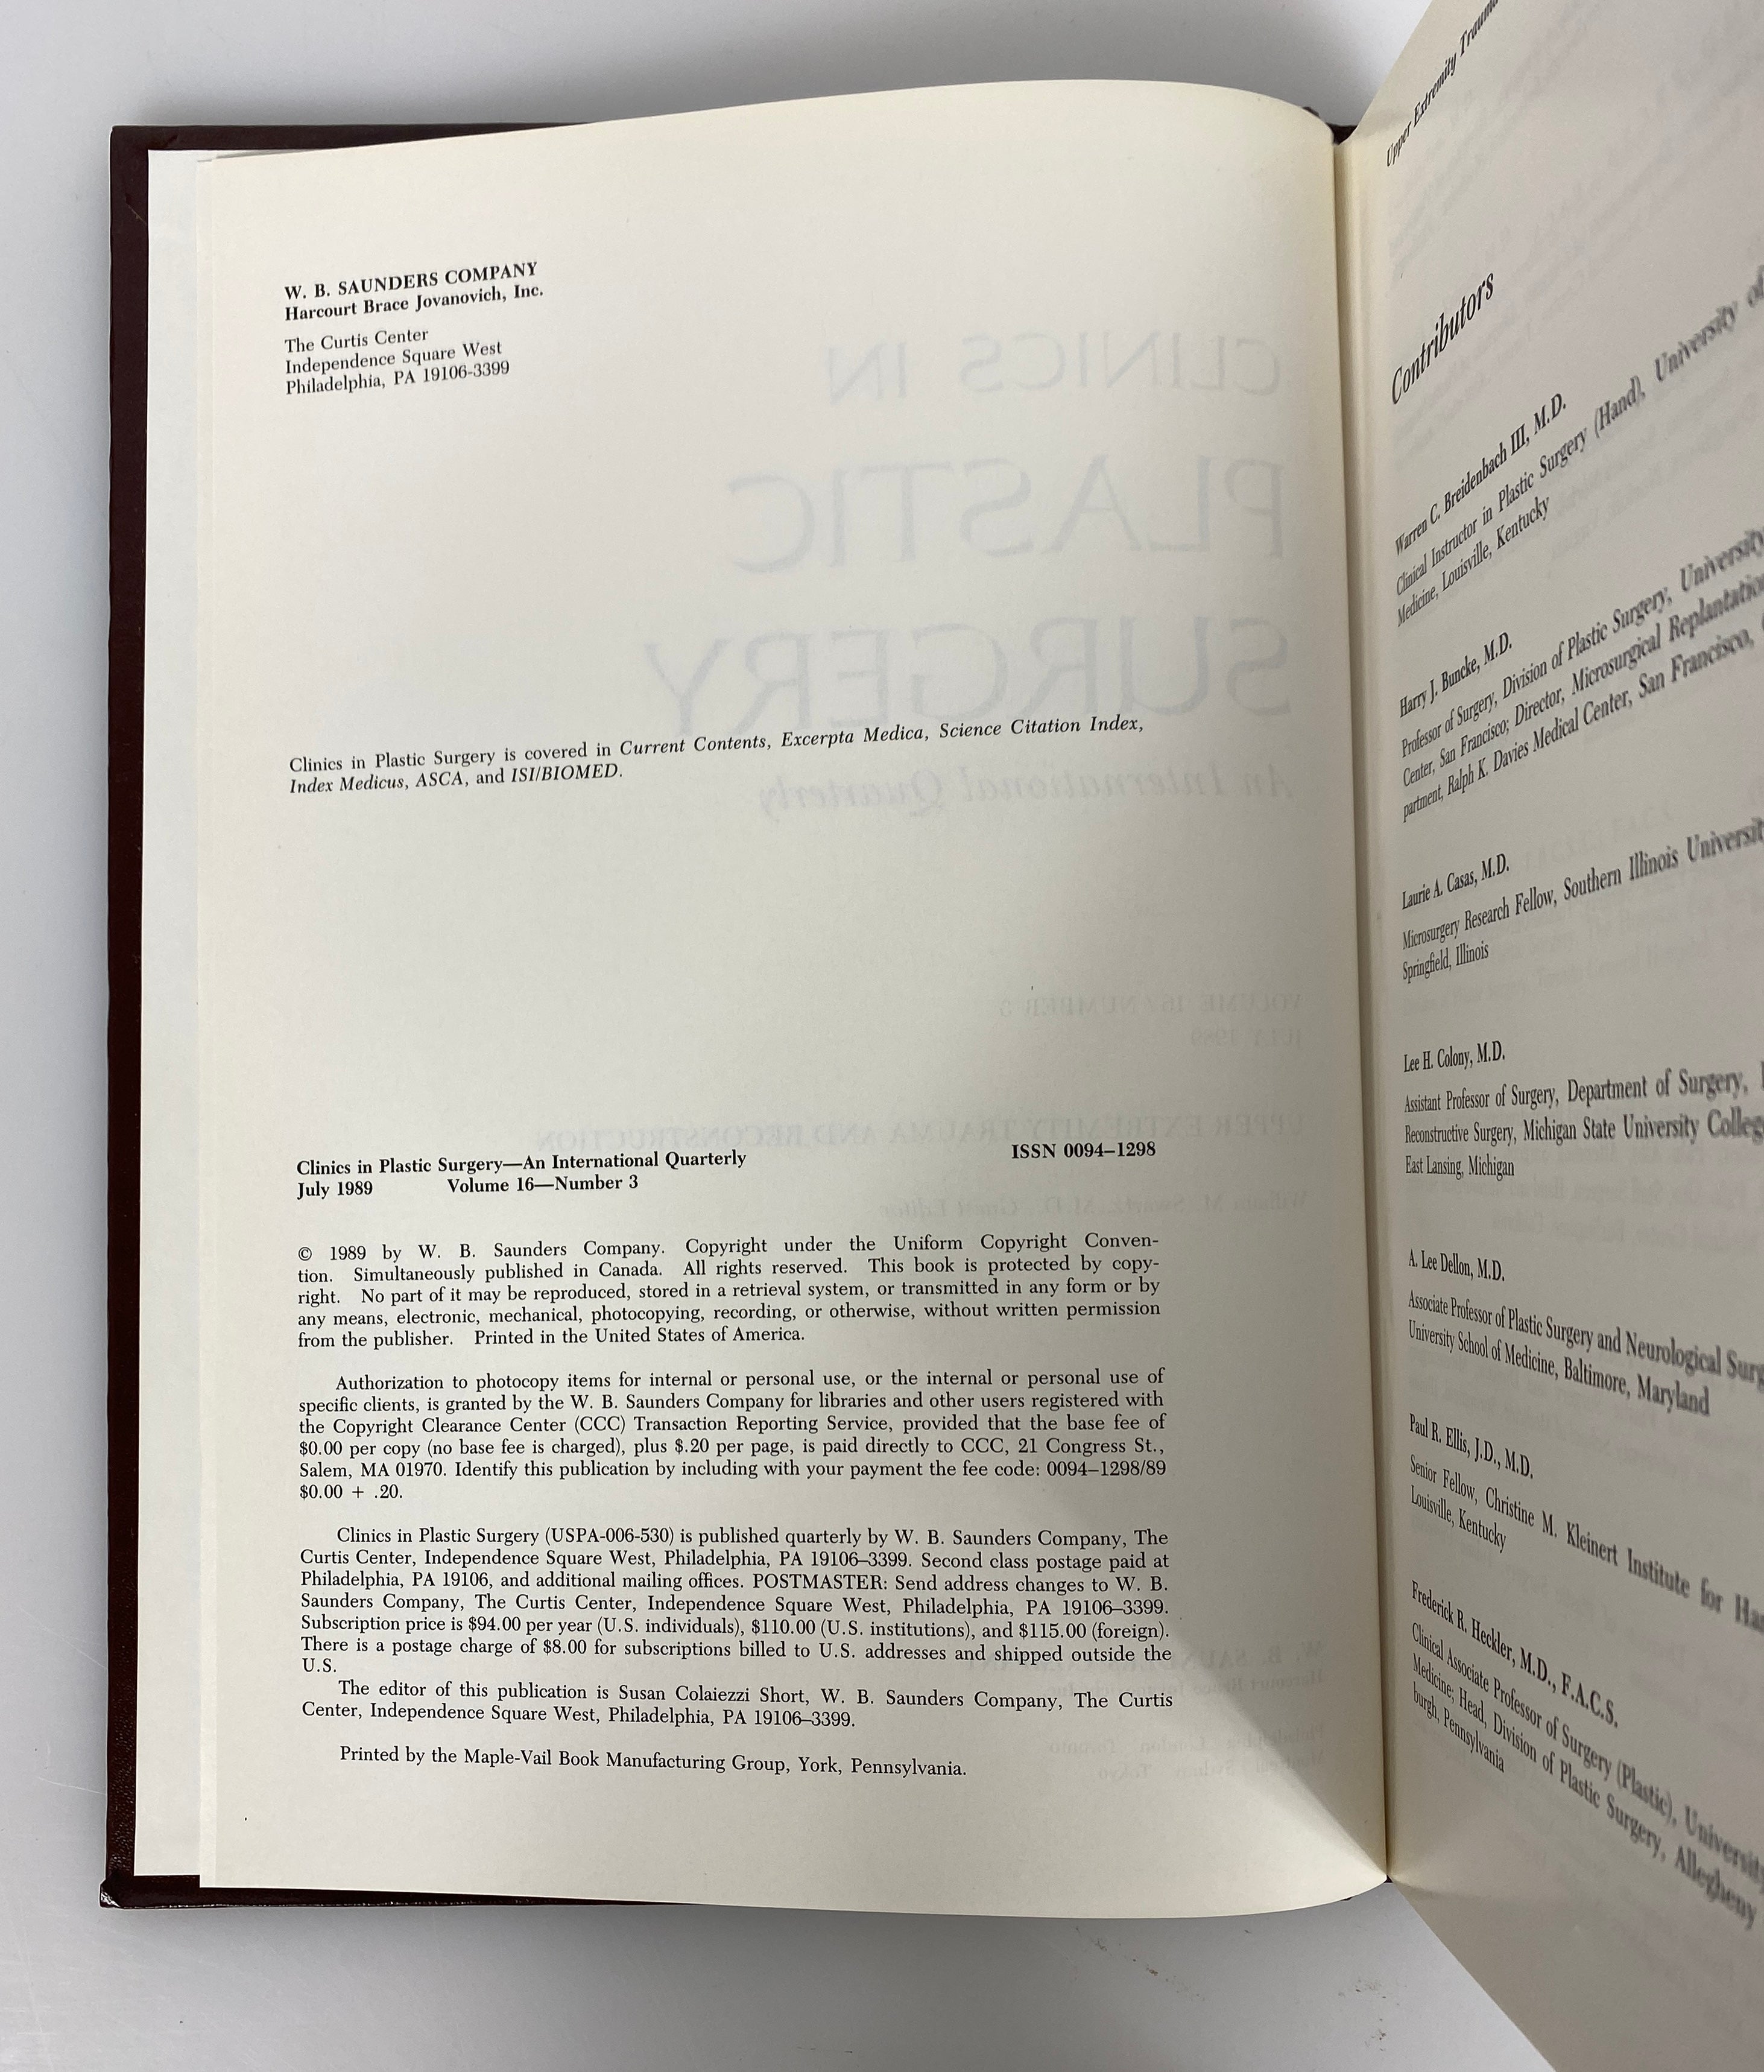 W. B. SAUNDERS COMPANY
Harcourt Brace Jovanovich, Inc.
The Curtis Center
Independence Square West
Philadelphia, PA 19106-3399
Clinics in Plastic Surgery is covered in Current Contents, Excerpta Medica, Science Citation Index,
Index Medicus, ASCA, and ISI/BIOMED.
Clinics in Plastic Surgery—An International Quarterly ISSN 0094–1298
July 1989 Volume 16—Number 3
© 1989 by W. B. Saunders Company. Copyright under the Uniform Copyright Conven-
tion. Simultaneously published in Canada. All rights reserved. This book is protected by copy-
right. No part of it may be reproduced, stored in a retrieval system, or transmitted in any form or by
any means, electronic, mechanical, photocopying, recording, or otherwise, without written permission
from the publisher. Printed in the United States of America.
Authorization to photocopy items for internal or personal use, or the internal or personal use of
specific clients, is granted by the W. B. Saunders Company for libraries and other users registered with
the Copyright Clearance Center (CCC) Transaction Reporting Service, provided that the base fee of
$0.00 per copy (no base fee is charged), plus $.20 per page, is paid directly to CCC, 21 Congress St.,
Salem, MA 01970. Identify this publication by including with your payment the fee code: 0094–1298/89
$0.00 + .20.
Clinics in Plastic Surgery (USPA-006-530) is published quarterly by W. B. Saunders Company, The
Curtis Center, Independence Square West, Philadelphia, PA 19106–3399. Second class postage paid at
Philadelphia, PA 19106, and additional mailing offices. POSTMASTER: Send address changes to W. B.
Saunders Company, The Curtis Center, Independence Square West, Philadelphia, PA 19106–3399.
Subscription price is $94.00 per year (U.S. individuals), $110.00 (U.S. institutions), and $115.00 (foreign).
There is a postage charge of $8.00 for subscriptions billed to U.S. addresses and shipped outside the
U.S.
The editor of this publication is Susan Colaiezzi Short, W. B. Saunders Company, The Curtis
Center, Independence Square West, Philadelphia, PA 19106–3399.
Printed by the Maple-Vail Book Manufacturing Group, York, Pennsylvania.
Upper Extremity Trauma
Contributors
Warren C. Breidenbach III, M.D.
Clinical Instructor in Plastic Surgery (Hand), University of
Medicine, Louisville, Kentucky
Harry J. Buncke, M.D.
Professor of Surgery, Division of Plastic Surgery, University
Center, San Francisco; Director, Microsurgical Replantation
partment, Ralph K. Davies Medical Center, San Francisco,
Laurie A. Casas, M.D.
Microsurgery Research Fellow, Southern Illinois
Springfield, Illinois
Lee H. Colony, M.D.
Assistant Professor of Surgery, Department of Surgery,
Reconstructive Surgery, Michigan State University
East Lansing, Michigan
A. Lee Dellon, M.D.
Associate Professor of Plastic Surgery and Neurological
University School of Medicine, Baltimore, Maryland
Paul R. Ellis, J.D., M.D.
Senior Fellow, Christine M. Kleinert Institute for
Louisville, Kentucky
Frederick R. Heckler, M.D., F.A.C.S.
Clinical Associate Professor of Surgery (Plastic),
Medicine; Head, Division of Plastic Surgery, Allegheny
burgh, Pennsylvania